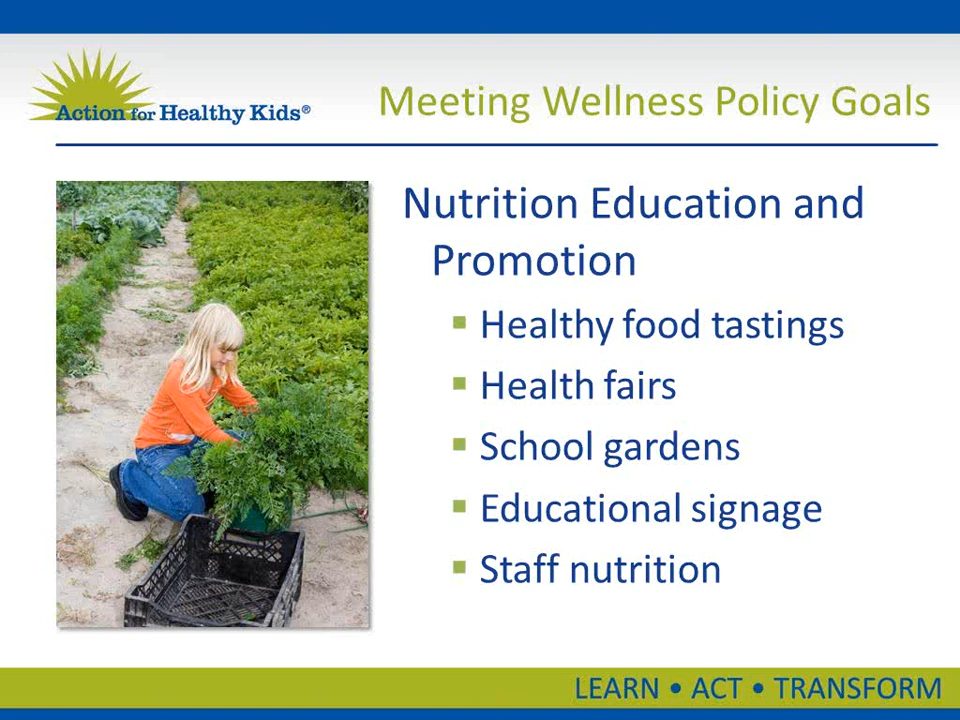 Action for Healthy Kids®
Meeting Wellness Policy Goals
Nutrition Education and
Promotion
▪ Healthy food tastings
▪ Health fairs
▪ School gardens
▪ Educational signage
▪ Staff nutrition
LEARN • ACT • TRANSFORM